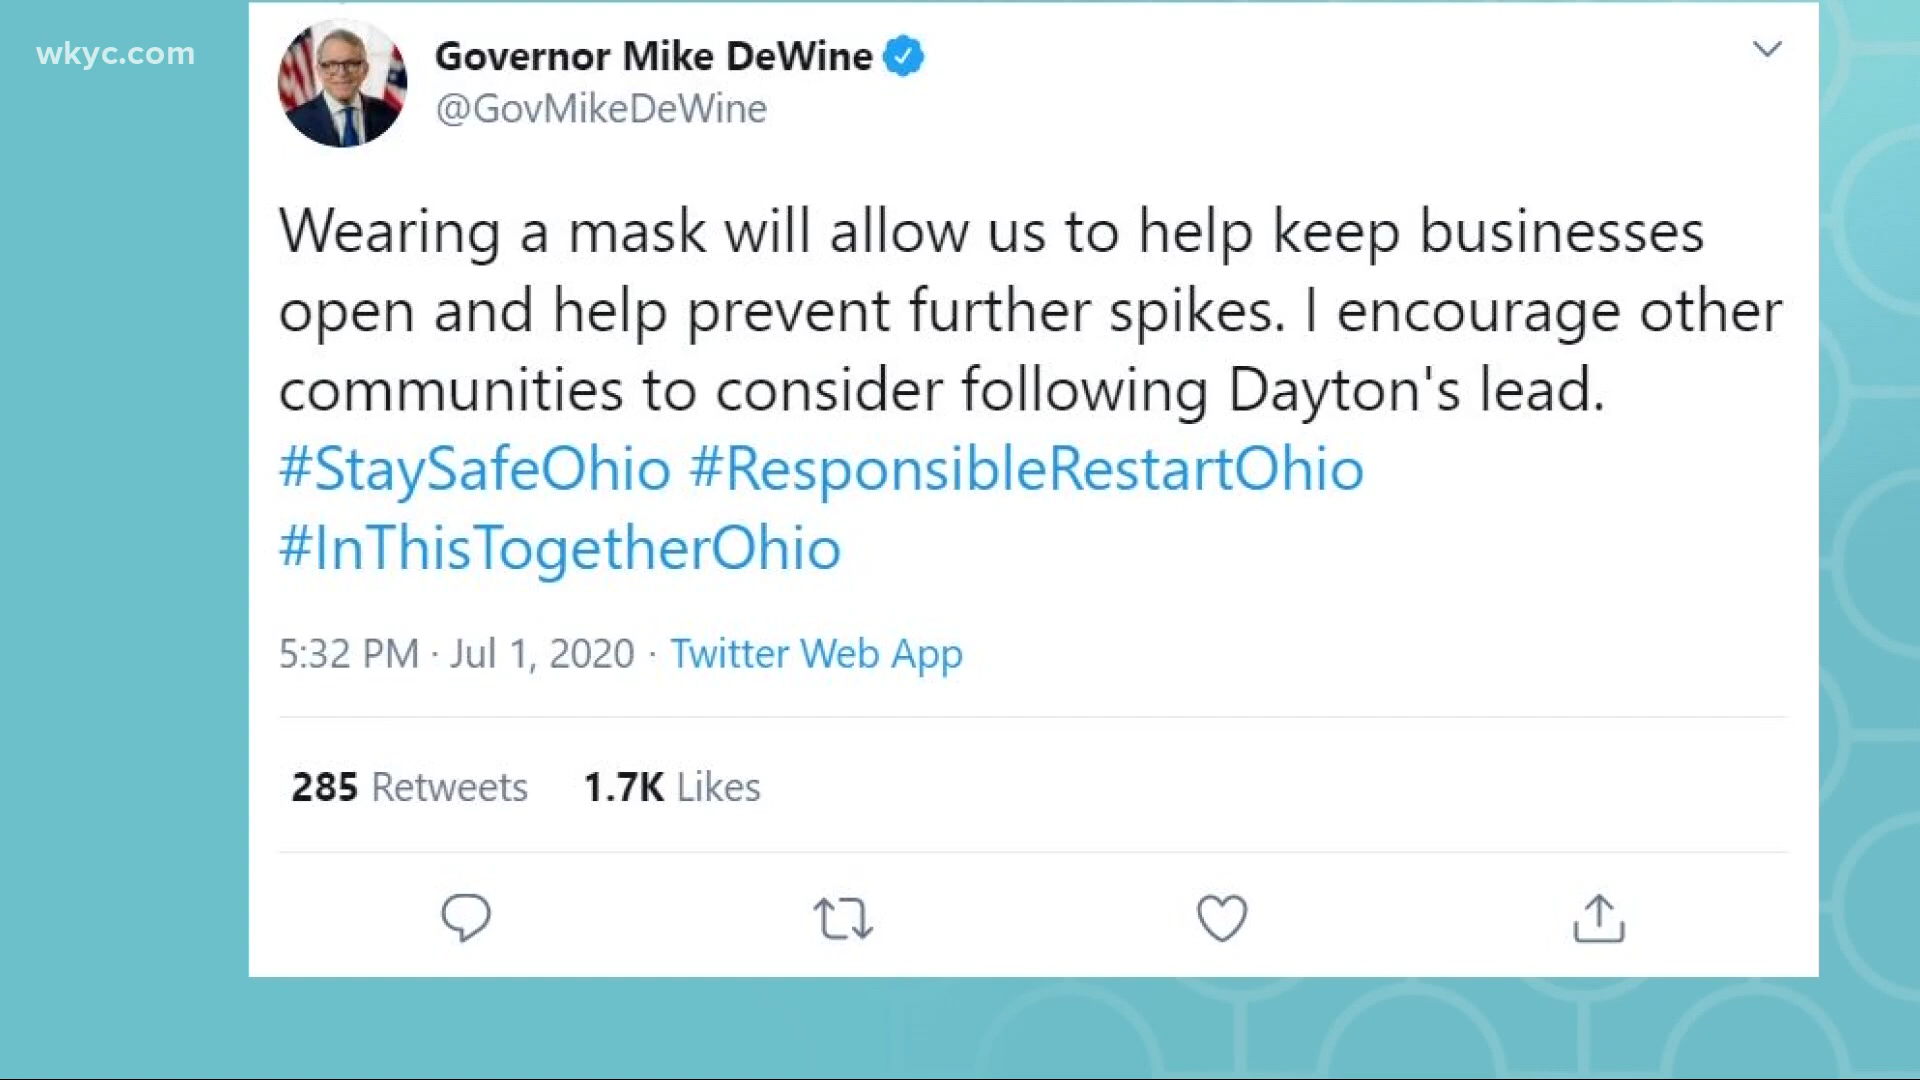 wkyc.com
Governor Mike DeWine
@GovMikeDeWine
Wearing a mask will allow us to help keep businesses
open and help prevent further spikes. I encourage other
communities to consider following Dayton's lead.
#StaySafeOhio #ResponsibleRestartOhio
#InThisTogetherOhio
5:32 PM · Jul 1, 2020 · Twitter Web App
285 Retweets 1.7K Likes